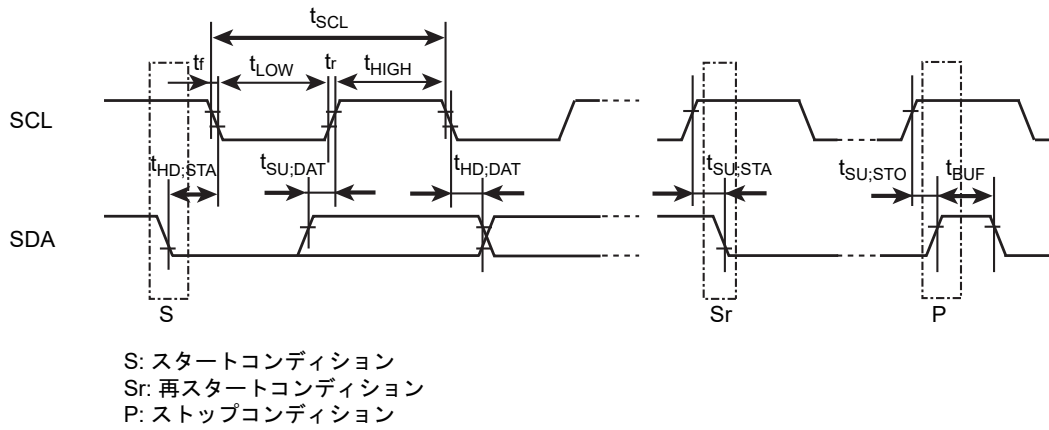 tSCL
tf tLOW tr tHIGH
SCL
tHD;STA tSU;DAT tHD;DAT tSU;STA tSU;STO tBUF
SDA
S Sr P
S: スタートコンディション
Sr: 再スタートコンディション
P: ストップコンディション